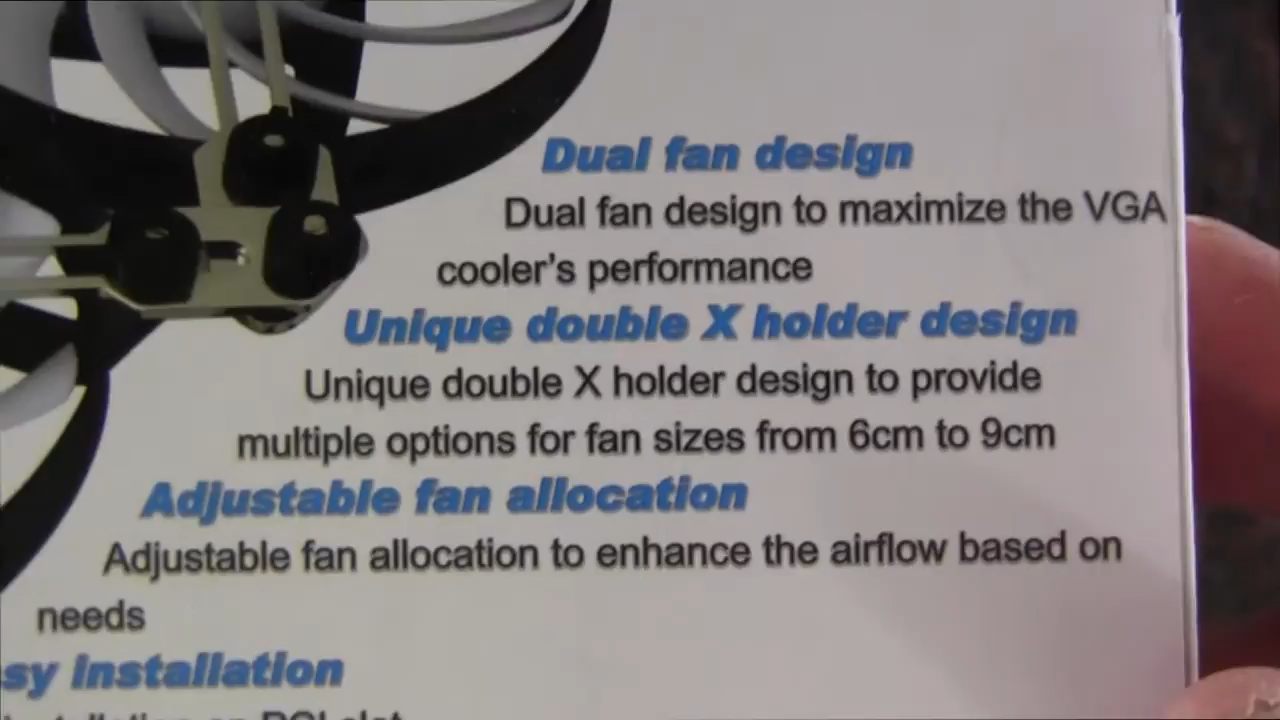 Dual fan design
Dual fan design to maximize the VGA
cooler's performance
Unique double X holder design
Unique double X holder design to provide
multiple options for fan sizes from 6cm to 9cm
Adjustable fan allocation
Adjustable fan allocation to enhance the airflow based on
needs
sy installation